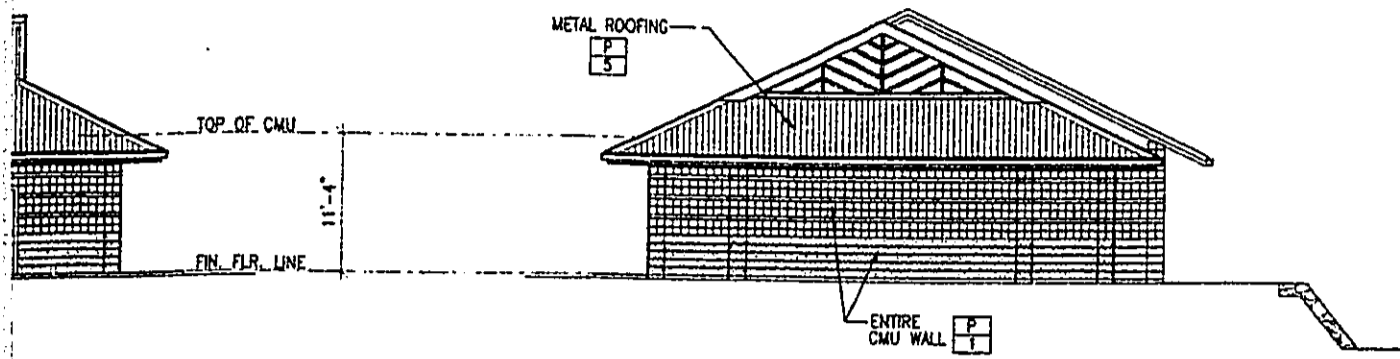 METAL ROOFING
P
5
TOP OF CMU
11'-4"
FIN. FLR. LINE
ENTIRE
CMU WALL
P
1